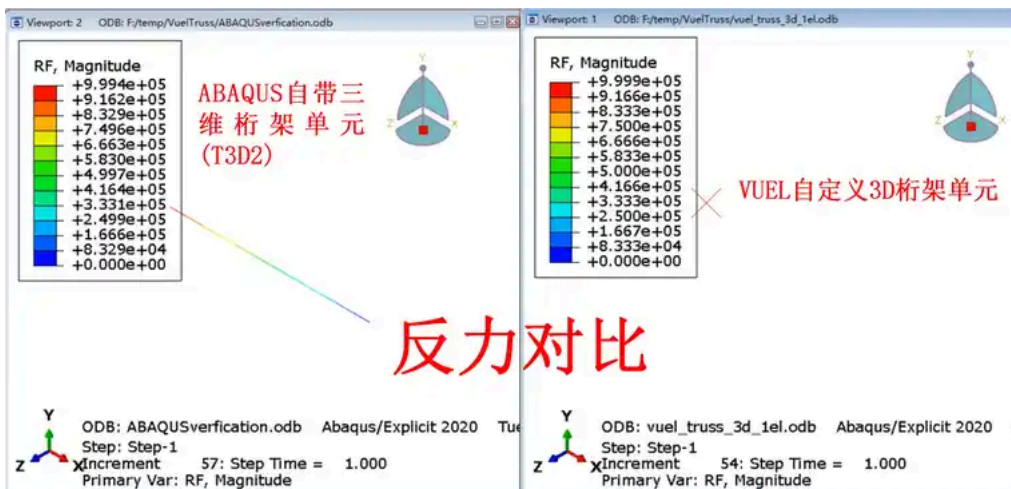 Viewport: 2 ODB: F:/temp/VuelTruss/ABAQUSverfication.odb
RF, Magnitude
+9.994e+05
+9.162e+05
+8.329e+05
+7.496e+05
+6.663e+05
+5.830e+05
+4.997e+05
+4.164e+05
+3.331e+05
+2.499e+05
+1.666e+05
+8.329e+04
+0.000e+00
ABAQUS自带三
维桁架单元
(T3D2)
Y
Z
X
Y
Z
X
ODB: ABAQUSverfication.odb Abaqus/Explicit 2020 Tue
Step: Step-1
Increment 57: Step Time = 1.000
Primary Var: RF, Magnitude
Viewport: 1 ODB: F:/temp/VuelTruss/vuel_truss_3d_1el.odb
RF, Magnitude
+9.999e+05
+9.166e+05
+8.333e+05
+7.500e+05
+6.666e+05
+5.833e+05
+5.000e+05
+4.166e+05
+3.333e+05
+2.500e+05
+1.667e+05
+8.333e+04
+0.000e+00
VUEL自定义3D桁架单元
Y
Z
X
Y
Z
X
ODB: vuel_truss_3d_1el.odb Abaqus/Explicit 2020
Step: Step-1
Increment 54: Step Time = 1.000
Primary Var: RF, Magnitude
反力对比